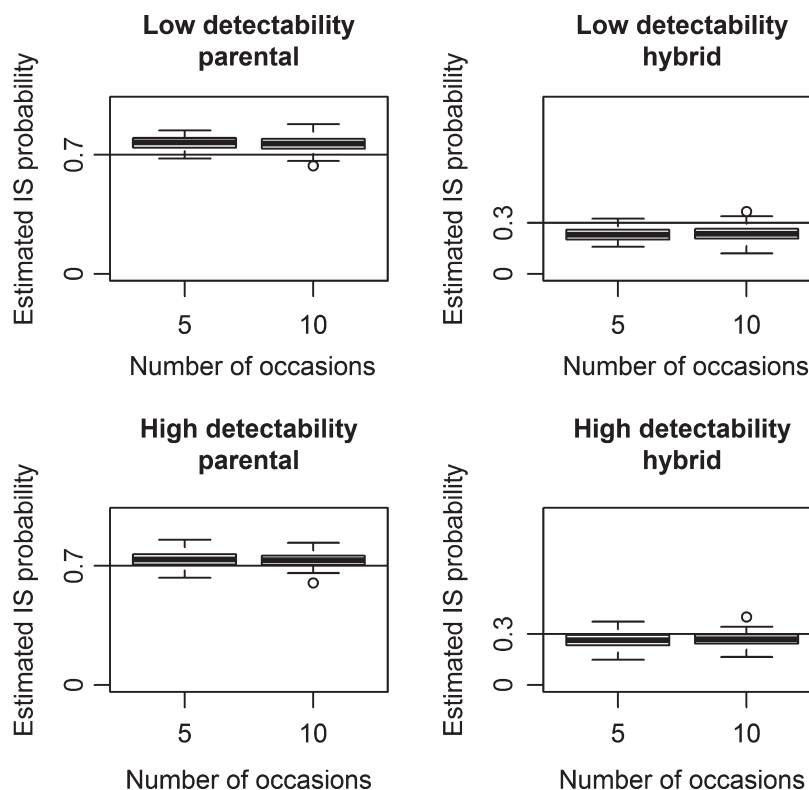 Low detectability
parental
Estimated IS probability
0.7
0
5 10
Number of occasions
Low detectability
hybrid
Estimated IS probability
0.3
0
5 10
Number of occasions
High detectability
parental
Estimated IS probability
0.7
0
5 10
Number of occasions
High detectability
hybrid
Estimated IS probability
0.3
0
5 10
Number of occasions